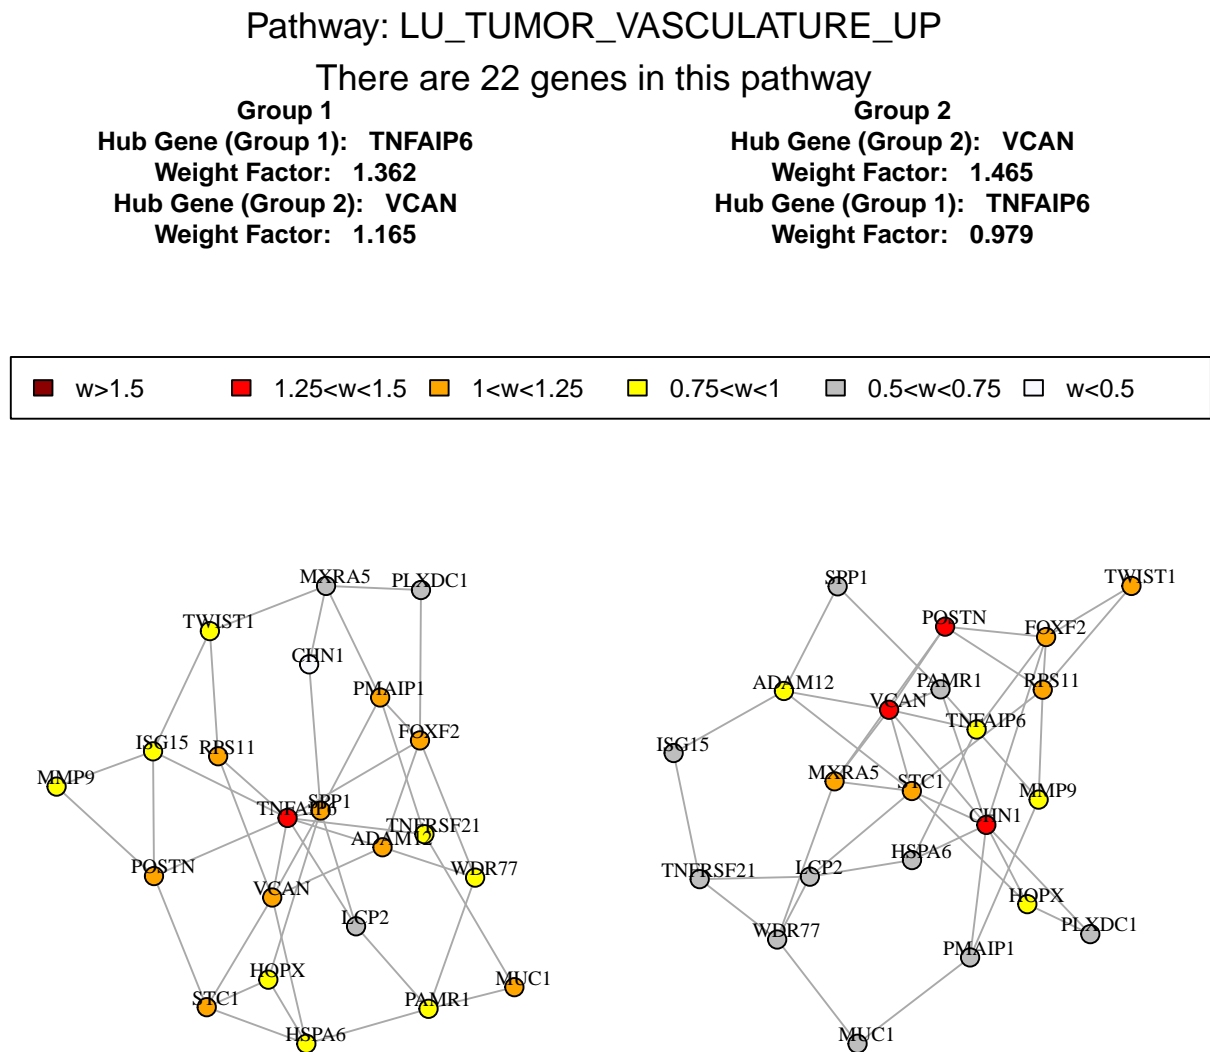 Pathway: LU_TUMOR_VASCULATURE_UP
There are 22 genes in this pathway
Group 1
Hub Gene (Group 1): TNFAIP6
Weight Factor: 1.362
Hub Gene (Group 2): VCAN
Weight Factor: 1.165
Group 2
Hub Gene (Group 2): VCAN
Weight Factor: 1.465
Hub Gene (Group 1): TNFAIP6
Weight Factor: 0.979
w>1.5 1.25<w<1.5 1<w<1.25 0.75<w<1 0.5<w<0.75 w<0.5
MXRA5
PLXDC1
TWIST1
CHN1
PMAIP1
FOXF2
ISG15
RPS11
MMP9
SPP1
TNFAIP6
TNFRSF21
ADAM12
POSTN
WDR77
VCAN
LCP2
HOPX
MUC1
STC1
PAMR1
HSPA6
SPP1
TWIST1
POSTN
FOXF2
ADAM12
PAMR1
RPS11
VCAN
TNFAIP6
ISG15
MXRA5
STC1
MMP9
CHN1
HSPA6
TNFRSF21
LCP2
HOPX
WDR77
PLXDC1
PMAIP1
MUC1